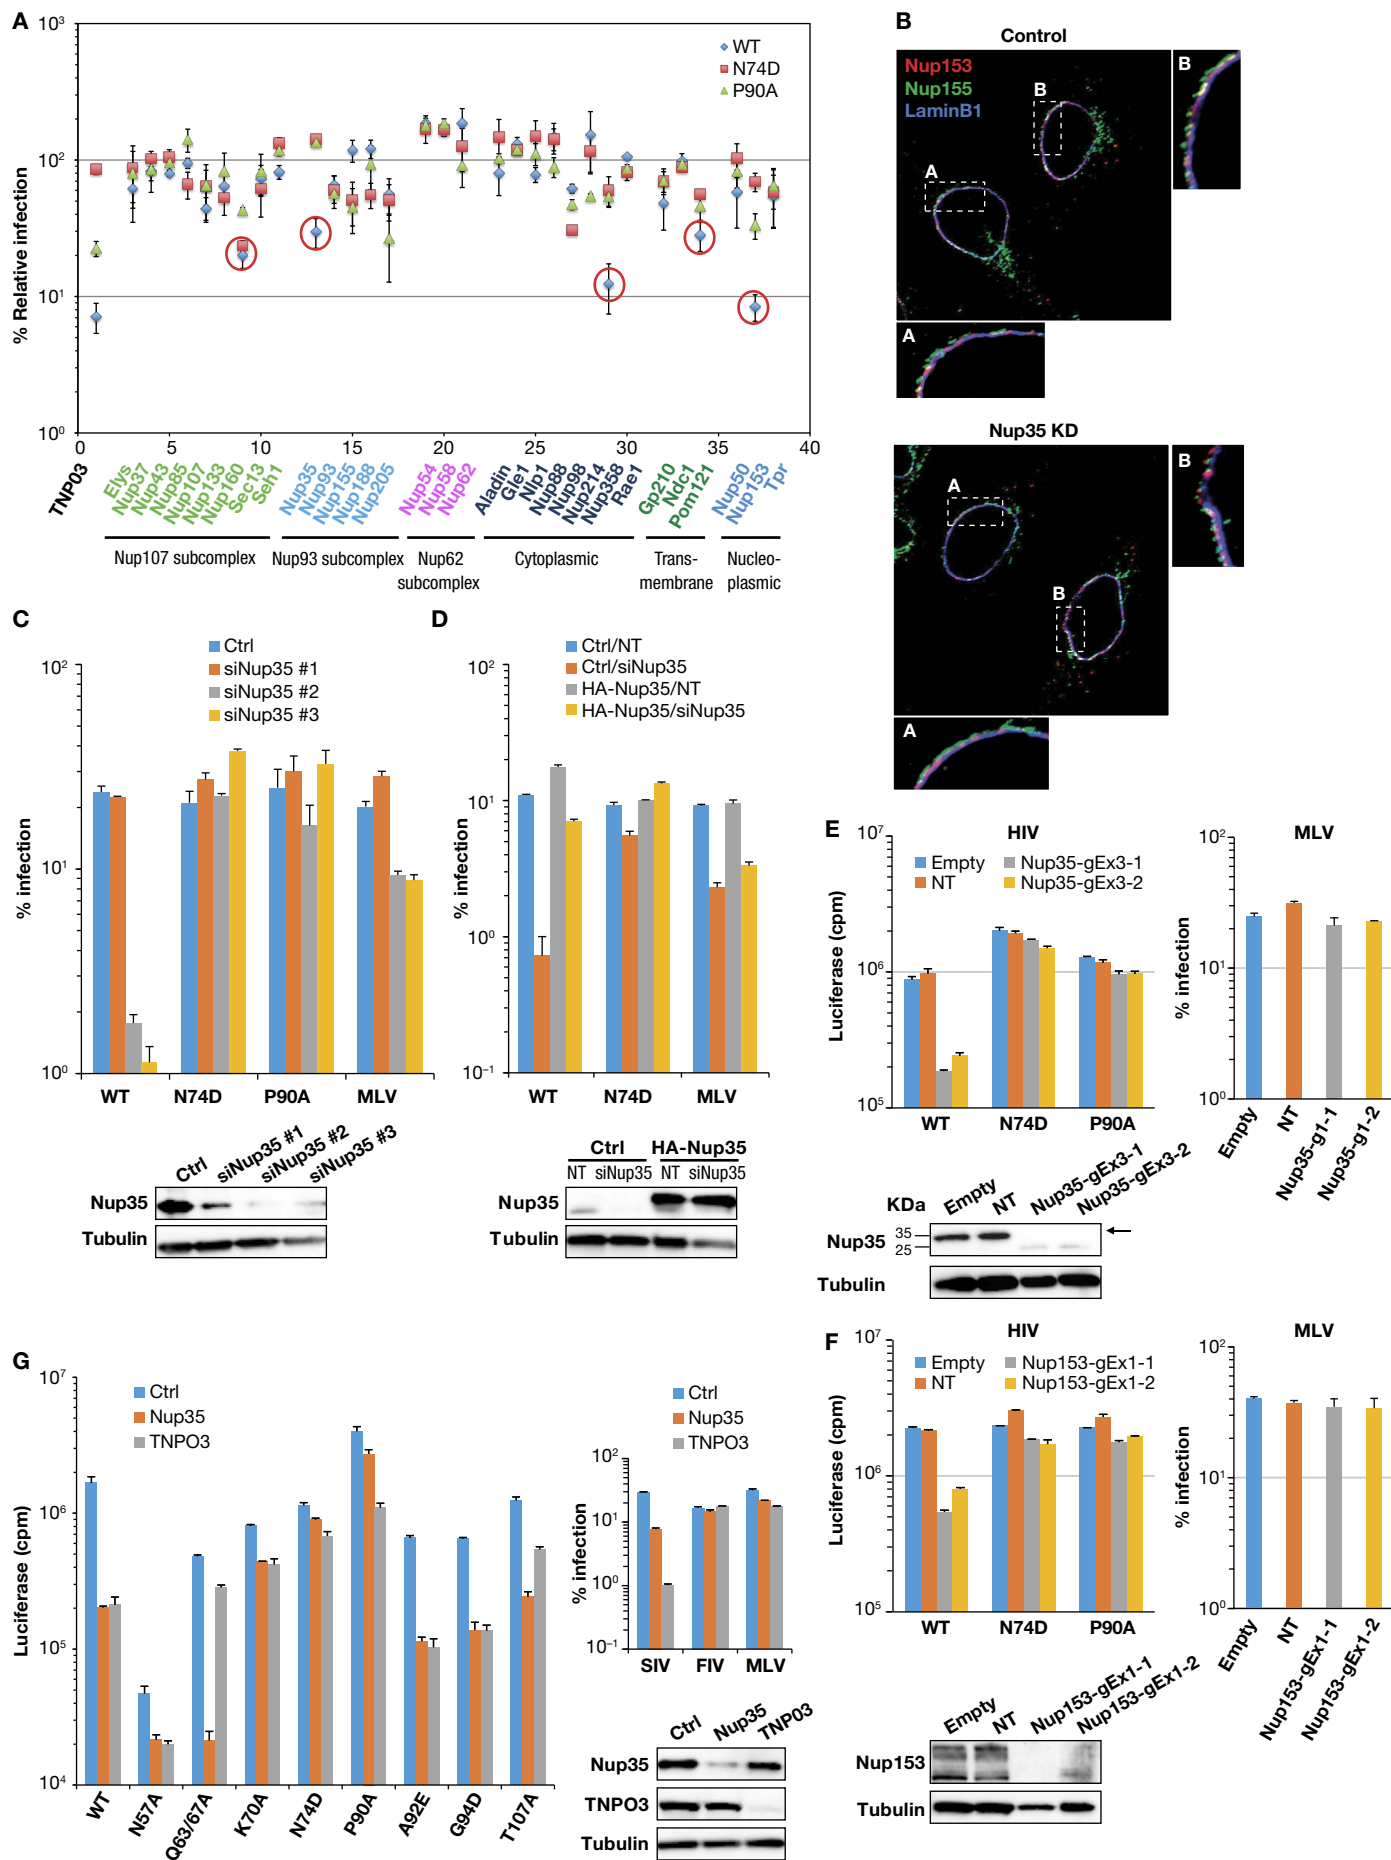 A
10³
10²
10¹
10⁰
% Relative infection
WT
N74D
P90A
0 5 10 15 20 25 30 35 40
TNP03
Elys
Nup37
Nup43
Nup85
Nup107
Nup133
Nup160
Sec13
Seh1
Nup35
Nup93
Nup155
Nup188
Nup205
Nup54
Nup58
Nup62
Aladin
Gle1
Nlp1
Nup88
Nup98
Nup214
Nup358
Rae1
Gp210
Ndc1
Pom121
Nup50
Nup153
Tpr
Nup107 subcomplex
Nup93 subcomplex
Nup62
subcomplex
Cytoplasmic
Trans-
membrane
Nucleo-
plasmic
B
Control
Nup153
Nup155
LaminB1
B
A
B
A
Nup35 KD
A
B
B
A
C
Ctrl
siNup35 #1
siNup35 #2
siNup35 #3
10²
10¹
10⁰
% infection
WT N74D P90A MLV
Ctrl
siNup35 #1
siNup35 #2
siNup35 #3
Nup35
Tubulin
D
Ctrl/NT
Ctrl/siNup35
HA-Nup35/NT
HA-Nup35/siNup35
10²
10¹
10⁰
10⁻¹
% infection
WT N74D MLV
Ctrl HA-Nup35
NT siNup35 NT siNup35
Nup35
Tubulin
E
HIV
Empty
NT
Nup35-gEx3-1
Nup35-gEx3-2
10⁷
10⁶
10⁵
Luciferase (cpm)
WT N74D P90A
MLV
10²
10¹
10⁰
% infection
Empty
NT
Nup35-g1-1
Nup35-g1-2
Empty
NT
Nup35-gEx3-1
Nup35-gEx3-2
KDa
35
25
Nup35
Tubulin
F
HIV
Empty
NT
Nup153-gEx1-1
Nup153-gEx1-2
10⁷
10⁶
10⁵
Luciferase (cpm)
WT N74D P90A
MLV
10²
10¹
10⁰
% infection
Empty
NT
Nup153-gEx1-1
Nup153-gEx1-2
Empty
NT
Nup153-gEx1-1
Nup153-gEx1-2
Nup153
Tubulin
G
Ctrl
Nup35
TNPO3
10⁷
10⁶
10⁵
10⁴
Luciferase (cpm)
WT
N57A
Q63/67A
K70A
N74D
P90A
A92E
G94D
T107A
Ctrl
Nup35
TNPO3
10²
10¹
10⁰
10⁻¹
% infection
SIV FIV MLV
Ctrl
Nup35
TNP03
Nup35
TNPO3
Tubulin